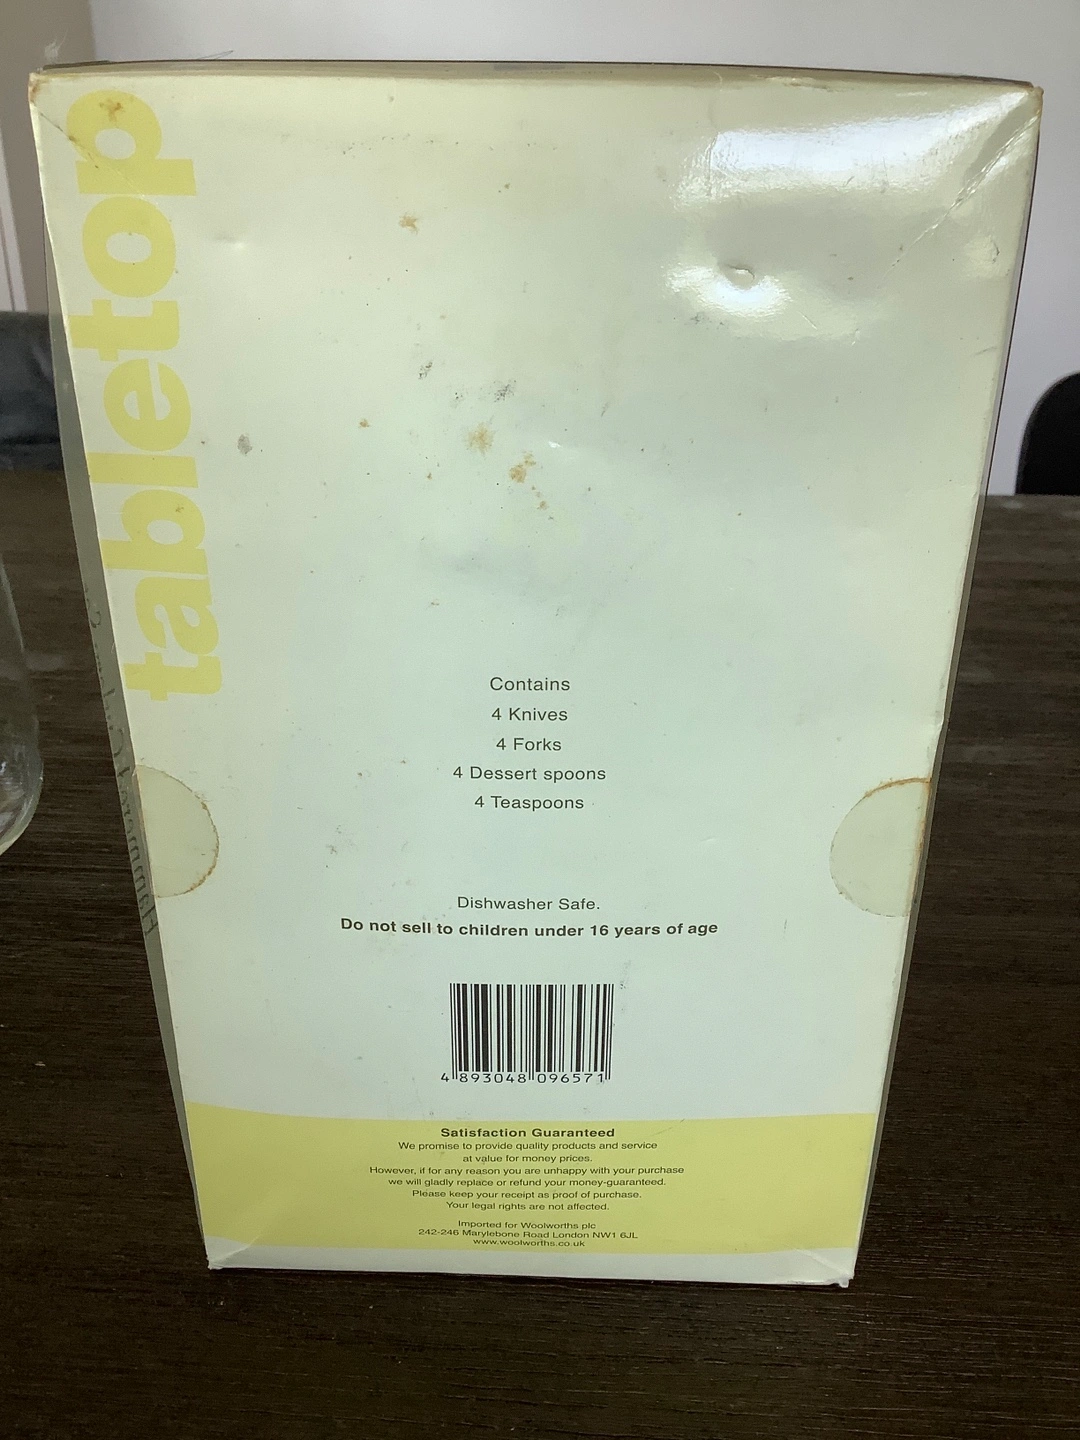 tabletop
Contains
4 Knives
4 Forks
4 Dessert spoons
4 Teaspoons
Dishwasher Safe.
Do not sell to children under 16 years of age
4 893048 096571
Satisfaction Guaranteed
We promise to provide quality products and service
at value for money prices.
However, if for any reason you are unhappy with your purchase
we will gladly replace or refund your money-guaranteed.
Please keep your receipt as proof of purchase.
Your legal rights are not affected.
Imported for Woolworths plc
242-246 Marylebone Road London NW1 6JL
www.woolworths.co.uk